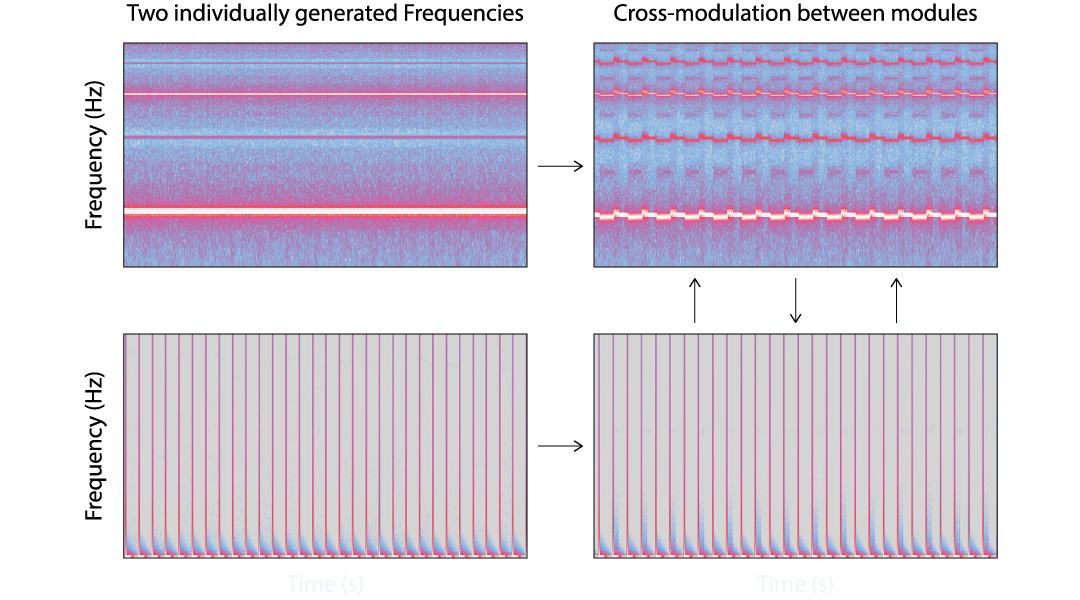 Two individually generated Frequencies
Cross-modulation between modules
Frequency (Hz)
Frequency (Hz)
Time (s)
Time (s)